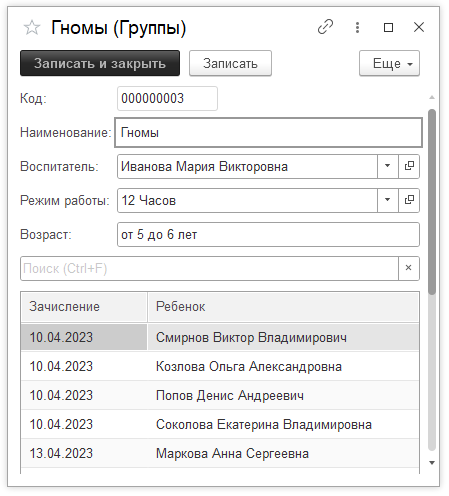 Гномы (Группы)
Записать и закрыть Записать Еще
Код: 000000003
Наименование: Гномы
Воспитатель: Иванова Мария Викторовна
Режим работы: 12 Часов
Возраст: от 5 до 6 лет
Поиск (Ctrl+F)
Зачисление Ребенок
10.04.2023 Смирнов Виктор Владимирович
10.04.2023 Козлова Ольга Александровна
10.04.2023 Попов Денис Андреевич
10.04.2023 Соколова Екатерина Владимировна
13.04.2023 Маркова Анна Сергеевна